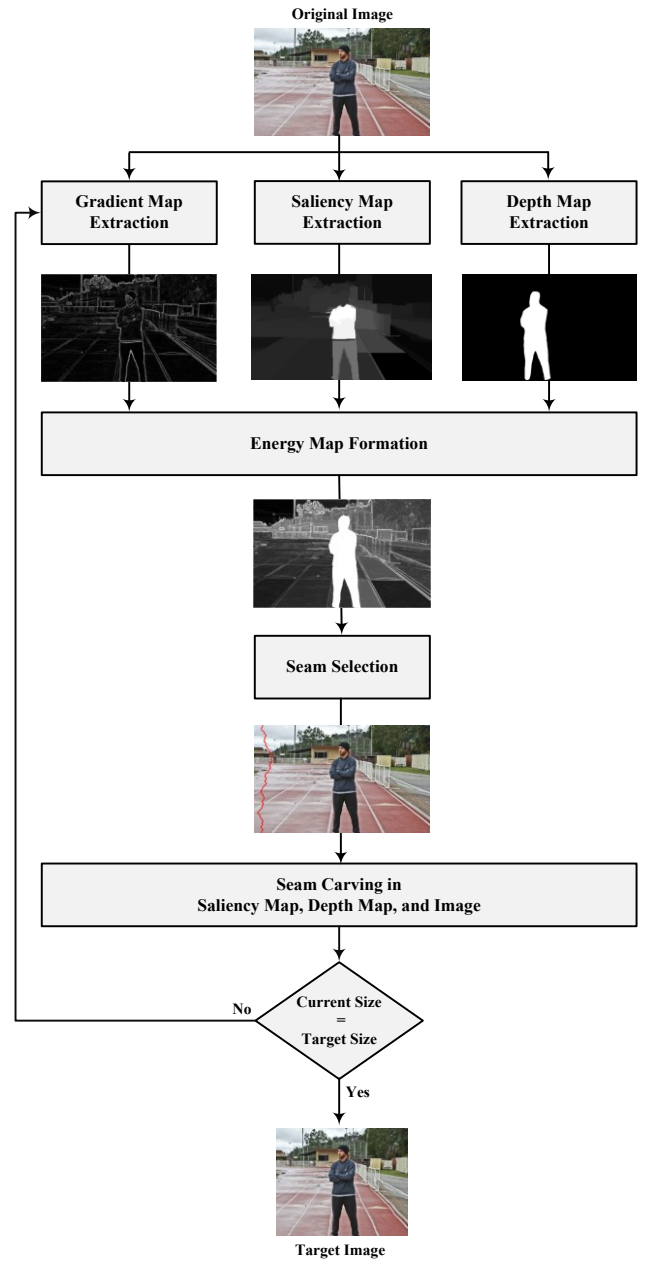 Original Image
Gradient Map
Extraction
Saliency Map
Extraction
Depth Map
Extraction
Energy Map Formation
Seam Selection
Seam Carving in
Saliency Map, Depth Map, and Image
Current Size
=
Target Size
No
Yes
Target Image